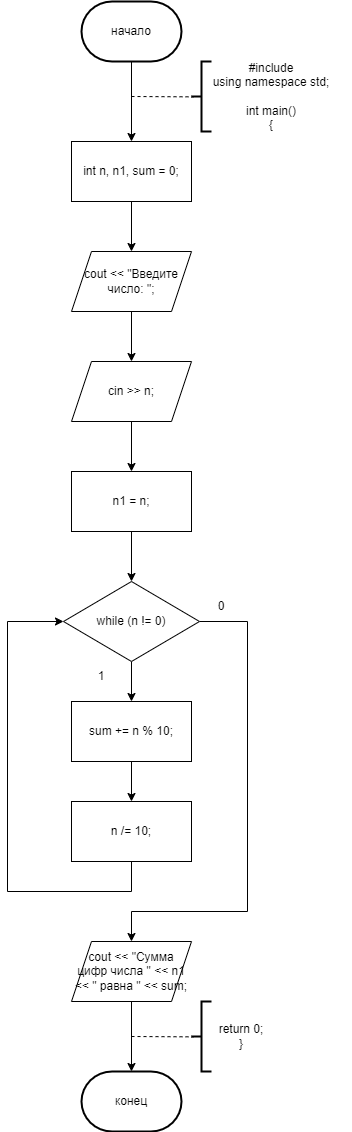 начало
#include
using namespace std;
int main()
{
int n, n1, sum = 0;
cout << "Введите
число: ";
cin >> n;
n1 = n;
while (n != 0)
0
1
sum += n % 10;
n /= 10;
cout << "Сумма
цифр числа " << n1
<< " равна " << sum;
return 0;
}
конец